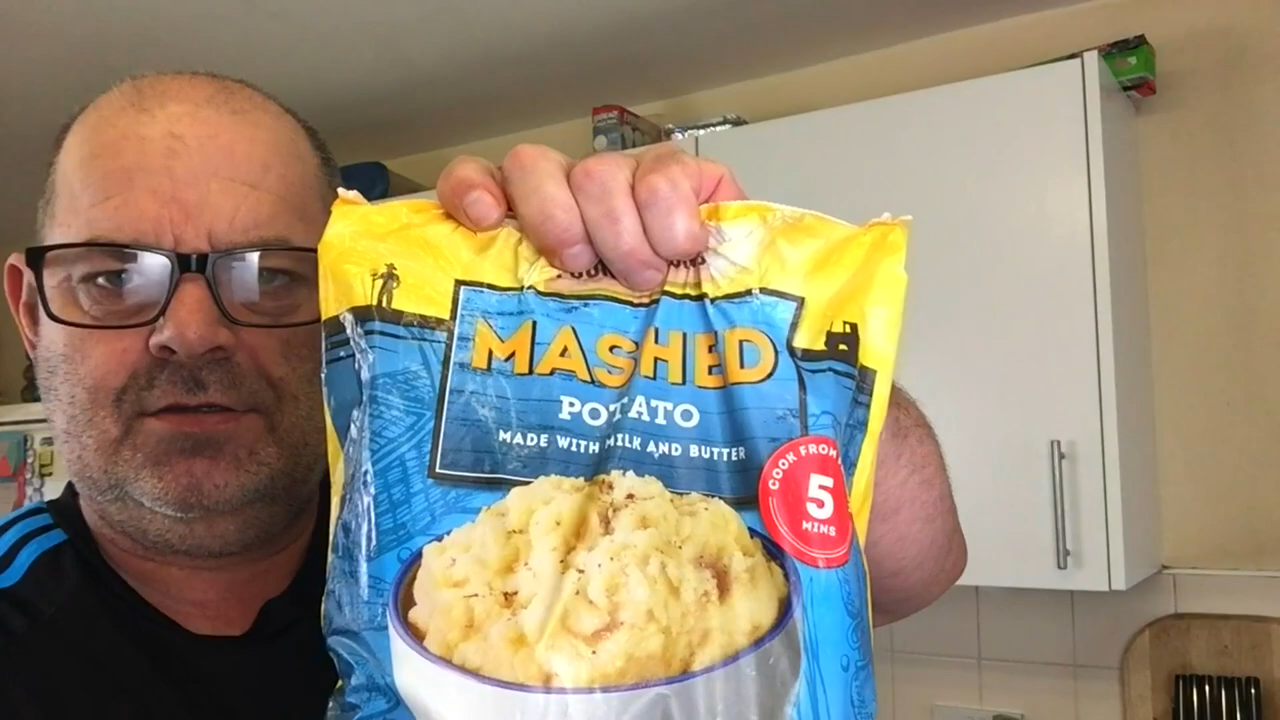 MASHED
POTATO
MADE WITH MILK AND BUTTER
COOK FROM
5
MINS